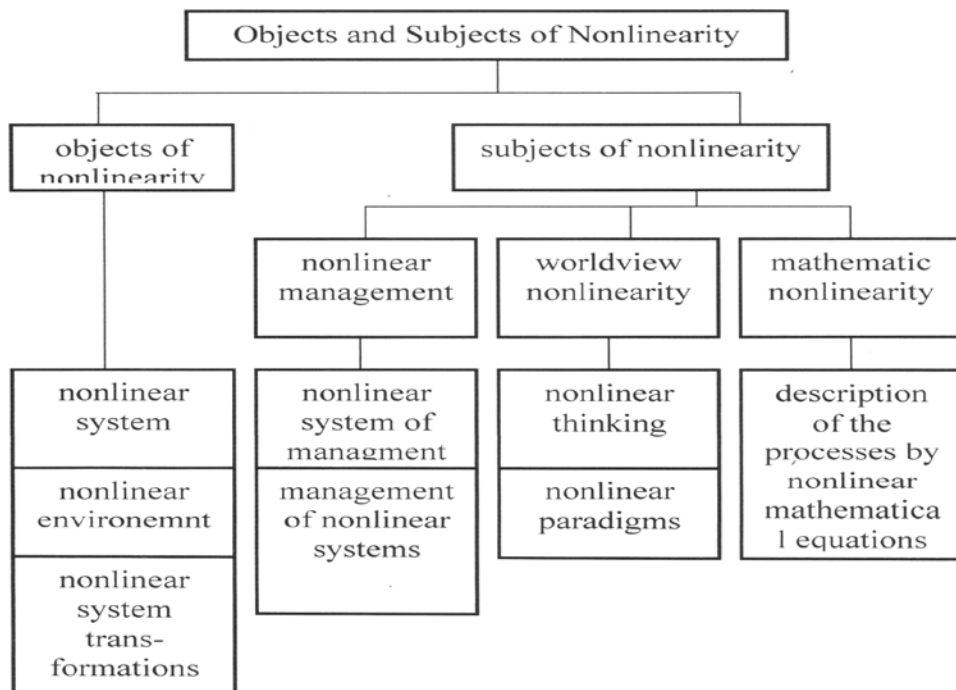 Objects and Subjects of Nonlinearity
objects of
nonlinearity
subjects of nonlinearity
nonlinear
management
worldview
nonlinearity
mathematic
nonlinearity
nonlinear
system
nonlinear
environemnt
nonlinear
system
trans-
formations
nonlinear
system of
managment
management
of nonlinear
systems
nonlinear
thinking
nonlinear
paradigms
description
of the
processes by
nonlinear
mathematica
l equations